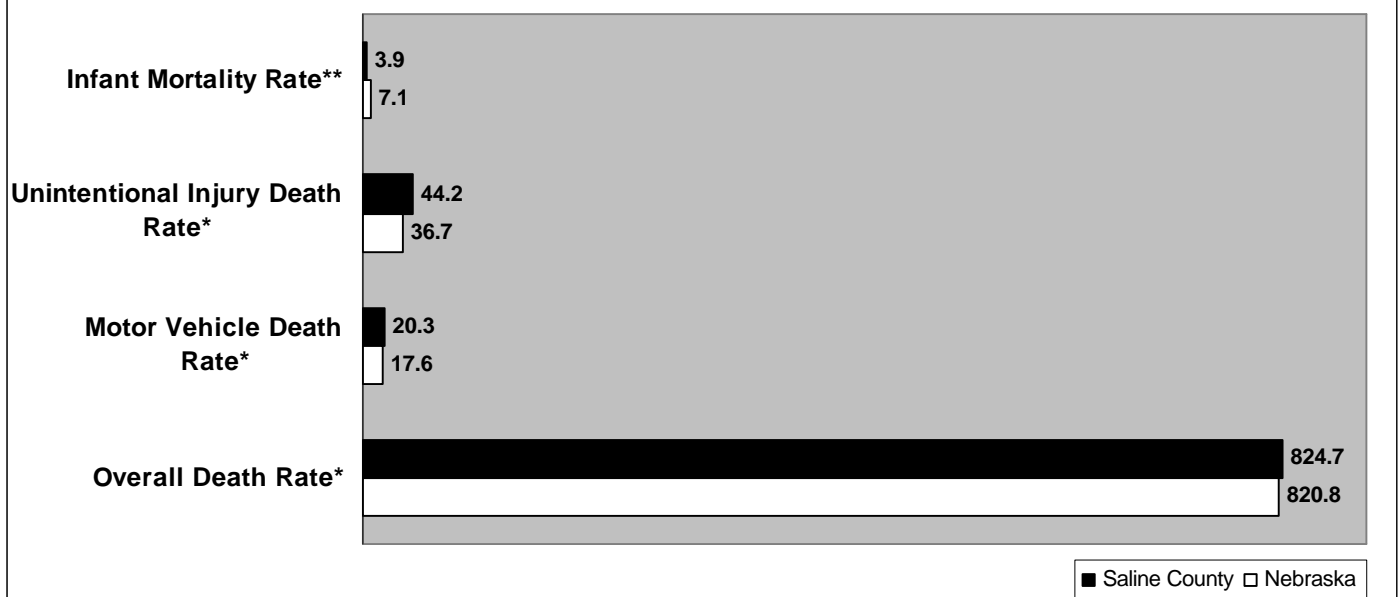 Infant Mortality Rate**
3.9
7.1
Unintentional Injury Death
Rate*
44.2
36.7
Motor Vehicle Death
Rate*
20.3
17.6
Overall Death Rate*
824.7
820.8
Saline County Nebraska